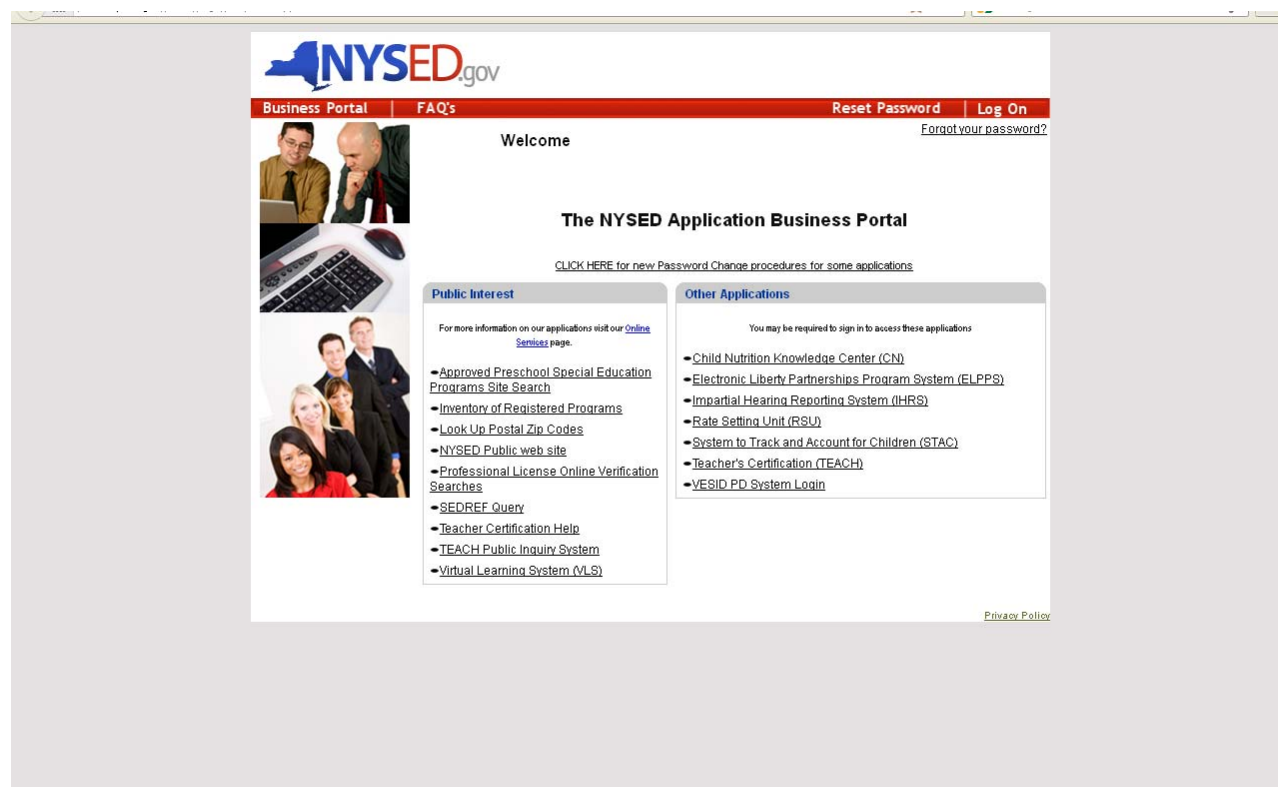 NYSED.gov
Business Portal | FAQ's Reset Password | Log On
Forgot your password?
Welcome
The NYSED Application Business Portal
CLICK HERE for new Password Change procedures for some applications
Public Interest
For more information on our applications visit our Online
Services page.
Approved Preschool Special Education
Programs Site Search
Inventory of Registered Programs
Look Up Postal Zip Codes
NYSED Public web site
Professional License Online Verification
Searches
SEDREF Query
Teacher Certification Help
TEACH Public Inquiry System
Virtual Learning System (VLS)
Other Applications
You may be required to sign in to access these applications
Child Nutrition Knowledge Center (CN)
Electronic Liberty Partnerships Program System (ELPPS)
Impartial Hearing Reporting System (IHRS)
Rate Setting Unit (RSU)
System to Track and Account for Children (STAC)
Teacher's Certification (TEACH)
VESID PD System Login
Privacy Policy